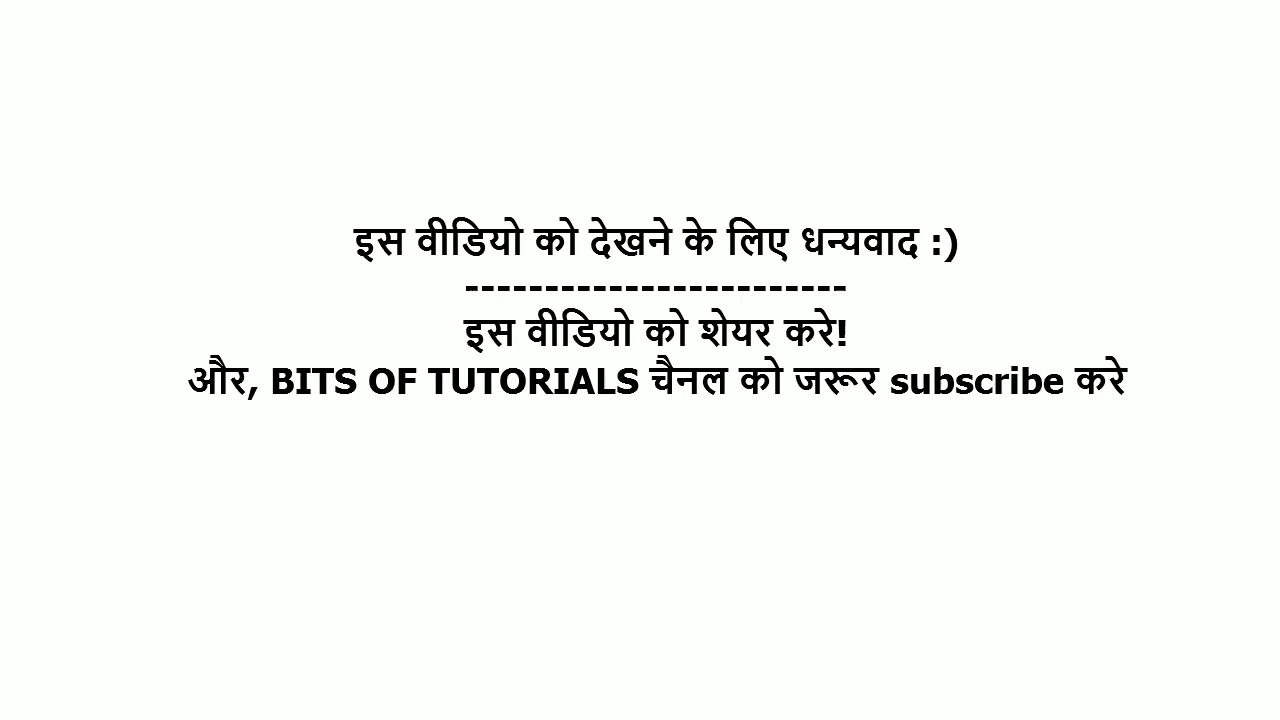 इस वीडियो को देखने के लिए धन्यवाद :)
------------------------
इस वीडियो को शेयर करे!
और, BITS OF TUTORIALS चैनल को जरूर subscribe करे